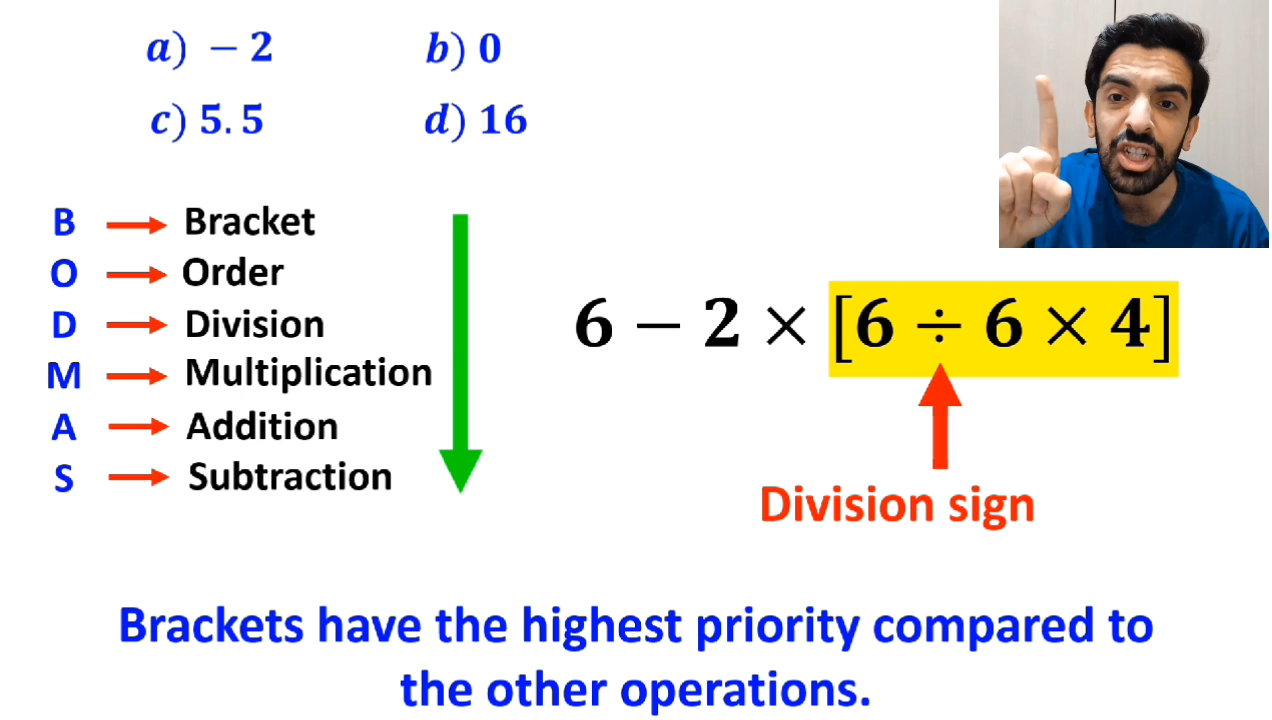 a) − 2 b) 0
c) 5.5 d) 16
B Bracket
O Order
D Division
M Multiplication
A Addition
S Subtraction
6 − 2 × [6 ÷ 6 × 4]
Division sign
Brackets have the highest priority compared to
the other operations.